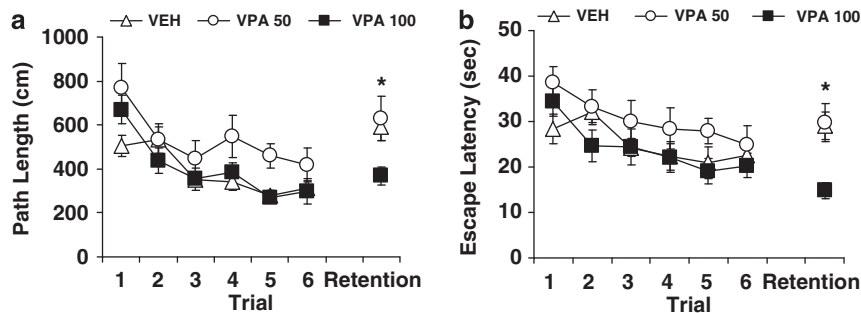 a
VEH VPA 50 VPA 100
Path Length (cm)
1000
800
600
400
200
0
*
1 2 3 4 5 6 Retention
Trial
b
VEH VPA 50 VPA 100
Escape Latency (sec)
50
40
30
20
10
0
*
1 2 3 4 5 6 Retention
Trial